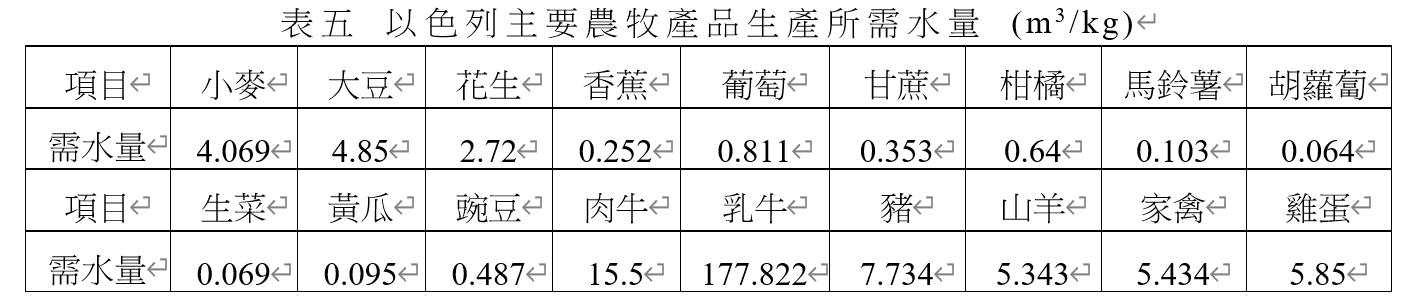 表五 以色列主要農牧產品生產所需水量 (m³/kg)↵
項目↵ 小麥↵ 大豆↵ 花生↵ 香蕉↵ 葡萄↵ 甘蔗↵ 柑橘↵ 馬鈴薯↵ 胡蘿蔔↵
需水量↵ 4.069↵ 4.85↵ 2.72↵ 0.252↵ 0.811↵ 0.353↵ 0.64↵ 0.103↵ 0.064↵
項目↵ 生菜↵ 黃瓜↵ 豌豆↵ 肉牛↵ 乳牛↵ 豬↵ 山羊↵ 家禽↵ 雞蛋↵
需水量↵ 0.069↵ 0.095↵ 0.487↵ 15.5↵ 177.822↵ 7.734↵ 5.343↵ 5.434↵ 5.85↵